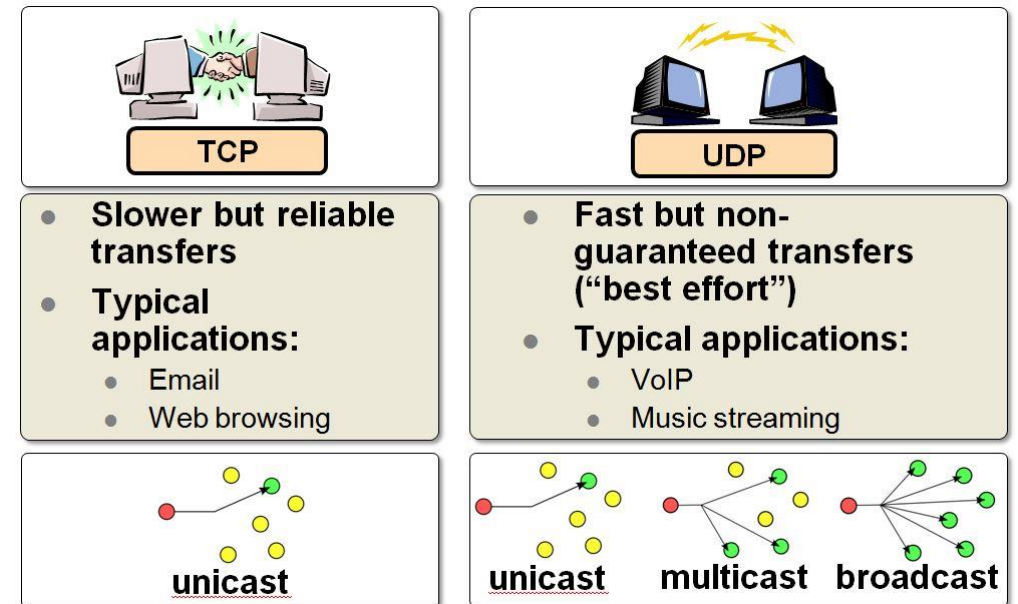 TCP
Slower but reliable
transfers
Typical
applications:
Email
Web browsing
unicast
UDP
Fast but non-
guaranteed transfers
(“best effort”)
Typical applications:
VoIP
Music streaming
unicast
multicast
broadcast